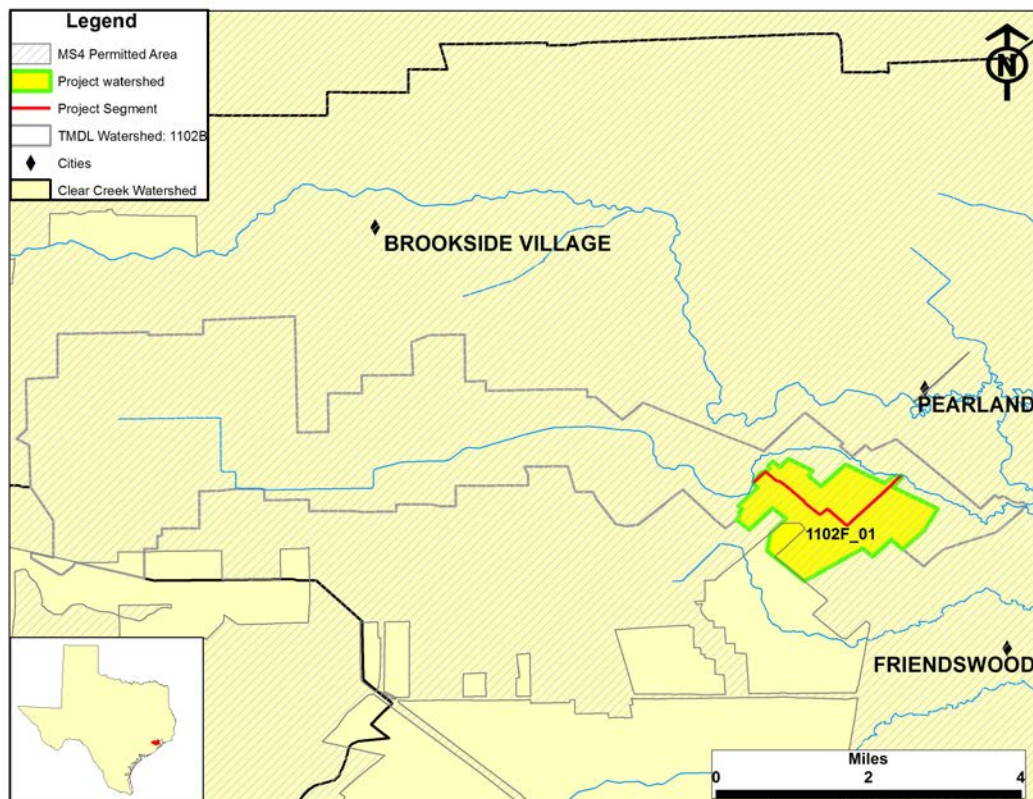 Legend
MS4 Permitted Area
Project watershed
Project Segment
TMDL Watershed: 1102B
Cities
Clear Creek Watershed
N
BROOKSIDE VILLAGE
PEARLAND
1102F_01
FRIENDSWOOD
Miles
0 2 4